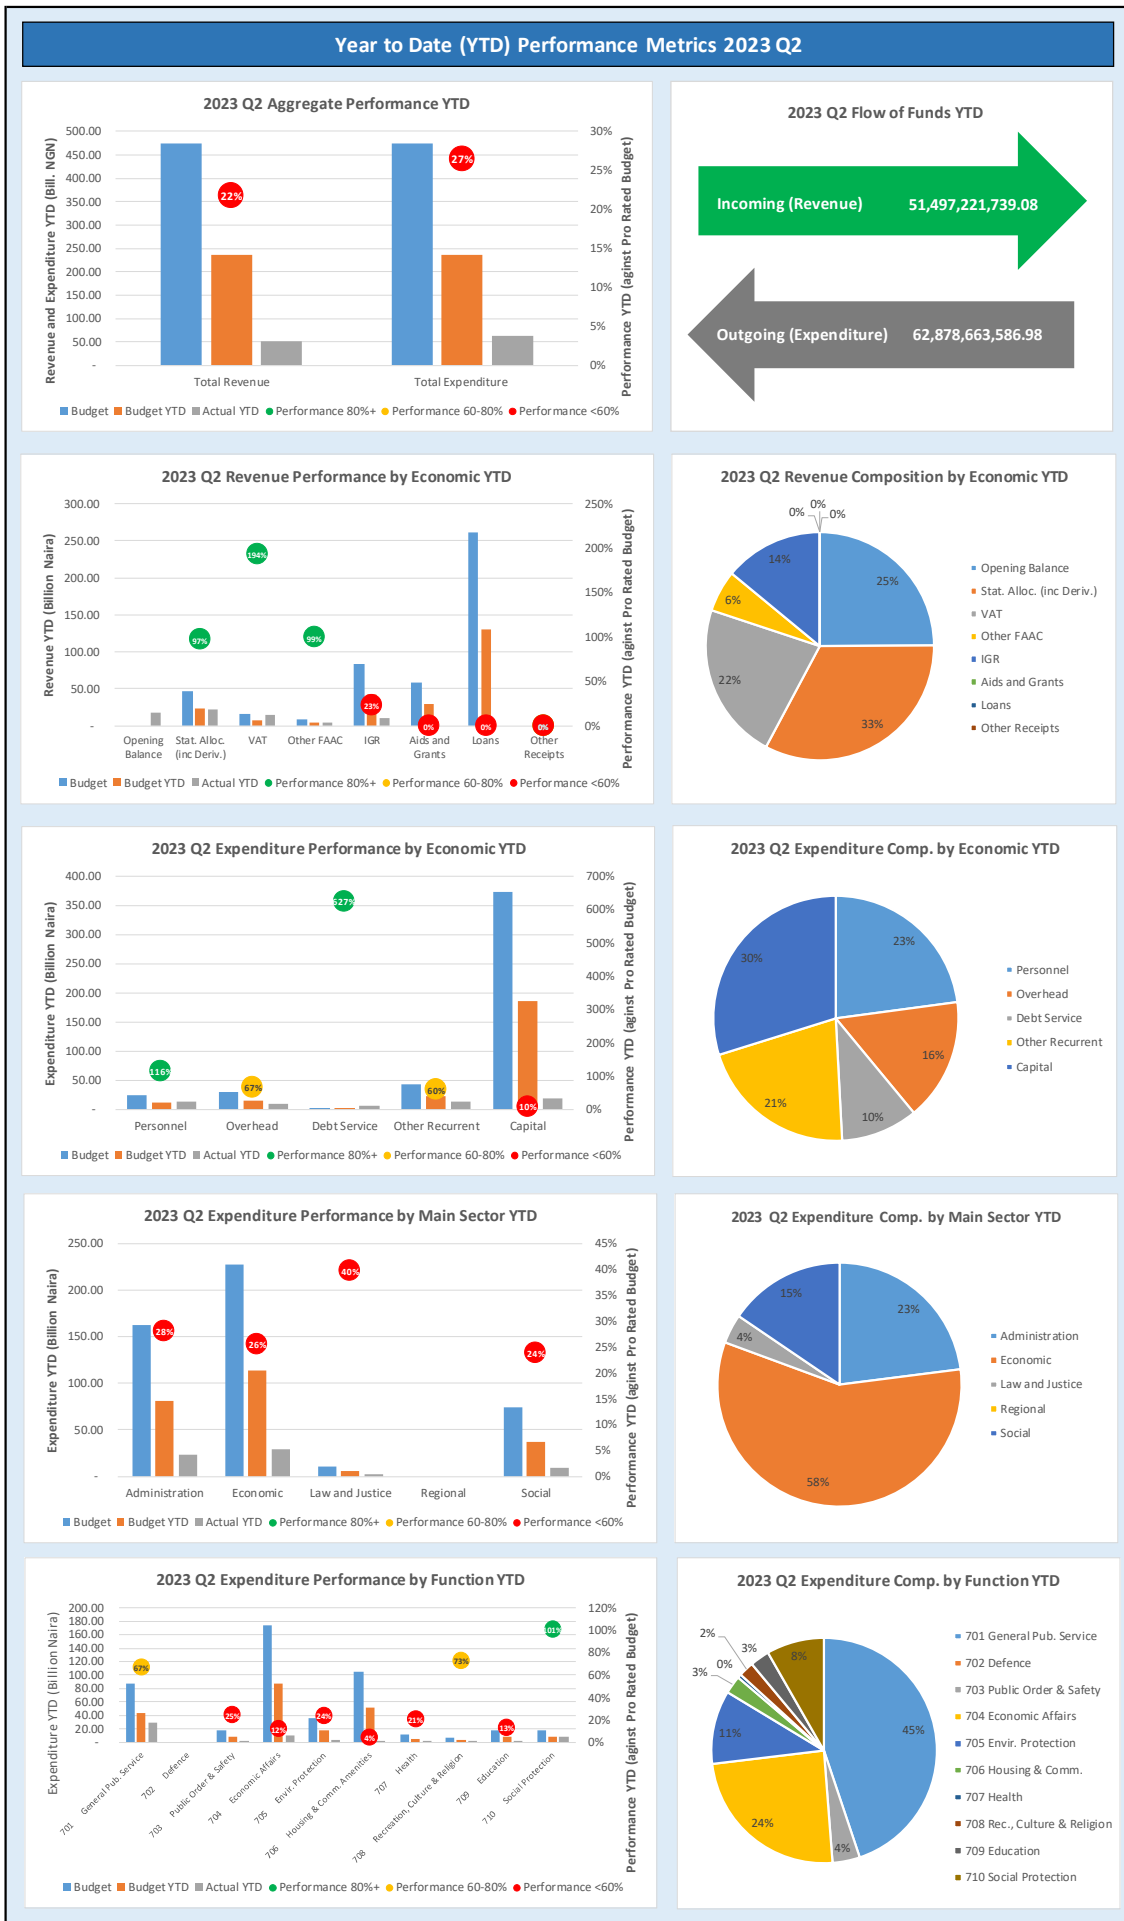 Year to Date (YTD) Performance Metrics 2023 Q2
2023 Q2 Aggregate Performance YTD
Revenue and Expenditure YTD (Bill. NGN)
500.00
450.00
400.00
350.00
300.00
250.00
200.00
150.00
100.00
50.00
-
22%
27%
30%
25%
20%
15%
10%
5%
0%
Performance YTD (aginst Pro Rated Budget)
Total Revenue
Total Expenditure
Budget Budget YTD Actual YTD Performance 80%+ Performance 60-80% Performance <60%
2023 Q2 Flow of Funds YTD
Incoming (Revenue) 51,497,221,739.08
Outgoing (Expenditure) 62,878,663,586.98
2023 Q2 Revenue Performance by Economic YTD
Revenue YTD (Billion Naira)
300.00
250.00
200.00
150.00
100.00
50.00
-
97%
194%
99%
23%
0%
0%
0%
250%
200%
150%
100%
50%
0%
Performance YTD (aginst Pro Rated Budget)
Opening Balance
Stat. Alloc. (inc Deriv.)
VAT
Other FAAC
IGR
Aids and Grants
Loans
Other Receipts
Budget Budget YTD Actual YTD Performance 80%+ Performance 60-80% Performance <60%
2023 Q2 Revenue Composition by Economic YTD
0%
0%
0%
25%
33%
22%
6%
14%
Opening Balance
Stat. Alloc. (inc Deriv.)
VAT
Other FAAC
IGR
Aids and Grants
Loans
Other Receipts
2023 Q2 Expenditure Performance by Economic YTD
Expenditure YTD (Billion Naira)
400.00
350.00
300.00
250.00
200.00
150.00
100.00
50.00
-
116%
67%
627%
60%
10%
700%
600%
500%
400%
300%
200%
100%
0%
Performance YTD (aginst Pro Rated Budget)
Personnel
Overhead
Debt Service
Other Recurrent
Capital
Budget Budget YTD Actual YTD Performance 80%+ Performance 60-80% Performance <60%
2023 Q2 Expenditure Comp. by Economic YTD
23%
16%
10%
21%
30%
Personnel
Overhead
Debt Service
Other Recurrent
Capital
2023 Q2 Expenditure Performance by Main Sector YTD
Expenditure YTD (Billion Naira)
250.00
200.00
150.00
100.00
50.00
-
28%
26%
40%
24%
45%
40%
35%
30%
25%
20%
15%
10%
5%
0%
Performance YTD (aginst Pro Rated Budget)
Administration
Economic
Law and Justice
Regional
Social
Budget Budget YTD Actual YTD Performance 80%+ Performance 60-80% Performance <60%
2023 Q2 Expenditure Comp. by Main Sector YTD
23%
58%
4%
15%
Administration
Economic
Law and Justice
Regional
Social
2023 Q2 Expenditure Performance by Function YTD
Expenditure YTD (Billion Naira)
200.00
180.00
160.00
140.00
120.00
100.00
80.00
60.00
40.00
20.00
67%
25%
12%
24%
4%
21%
73%
13%
101%
120%
100%
80%
60%
40%
20%
0%
Performance YTD (aginst Pro Rated Budget)
701 General Pub. Service
702 Defence
703 Public Order & Safety
704 Economic Affairs
705 Envir. Protection
706 Housing & Comm. Amenities
707 Health
708 Recreation, Culture & Religion
709 Education
710 Social Protection
Budget Budget YTD Actual YTD Performance 80%+ Performance 60-80% Performance <60%
2023 Q2 Expenditure Comp. by Function YTD
45%
4%
24%
11%
3%
0%
2%
3%
8%
701 General Pub. Service
702 Defence
703 Public Order & Safety
704 Economic Affairs
705 Envir. Protection
706 Housing & Comm.
707 Health
708 Rec., Culture & Religion
709 Education
710 Social Protection